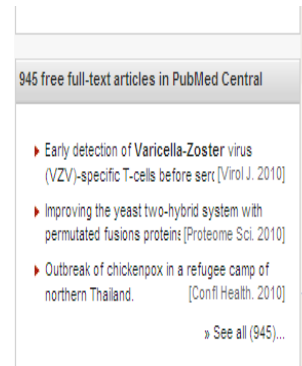 945 free full-text articles in PubMed Central
Early detection of Varicella-Zoster virus
(VZV)-specific T-cells before ser [Virol J. 2010]
Improving the yeast two-hybrid system with
permutated fusions proteins [Proteome Sci. 2010]
Outbreak of chickenpox in a refugee camp of
northern Thailand. [Confl Health. 2010]
» See all (945)...